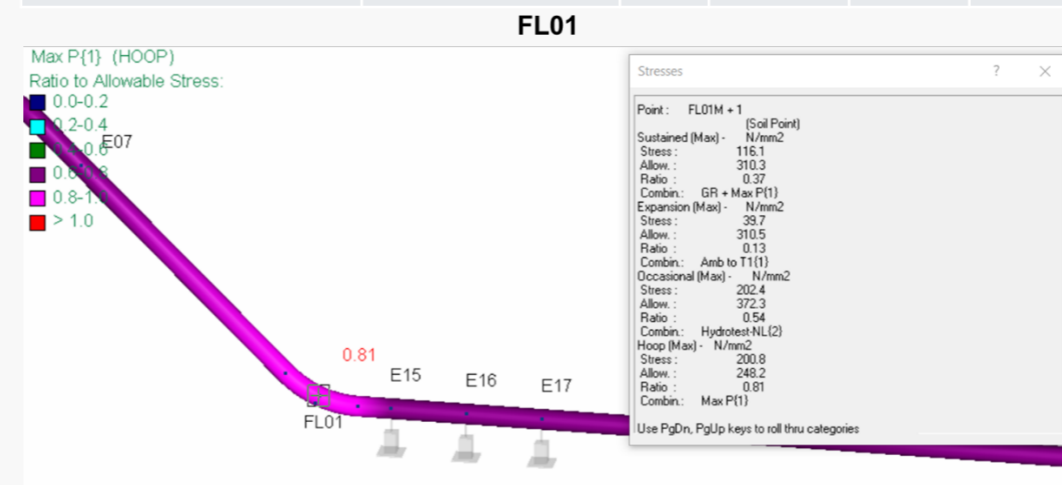 FL01
Max P{1} (HOOP)
Ratio to Allowable Stress:
0.0-0.2
0.2-0.4
E07
0.8-1.0
> 1.0
0.81
E15
E16
E17
FL01
Stresses
?
Point : FL01M + 1
(Soil Point)
Sustained (Max) - N/mm2
Stress : 116.1
Allow. : 310.3
Ratio : 0.37
Combin.: GR + Max P{1}
Expansion (Max) - N/mm2
Stress : 39.7
Allow. : 310.5
Ratio : 0.13
Combin.: Amb to T1{1}
Occasional (Max) - N/mm2
Stress : 202.4
Allow. : 372.3
Ratio : 0.54
Combin.: Hydrotest-NL{2}
Hoop (Max) - N/mm2
Stress : 200.8
Allow. : 248.2
Ratio : 0.81
Combin.: Max P{1}
Use PgDn, PgUp keys to roll thru categories